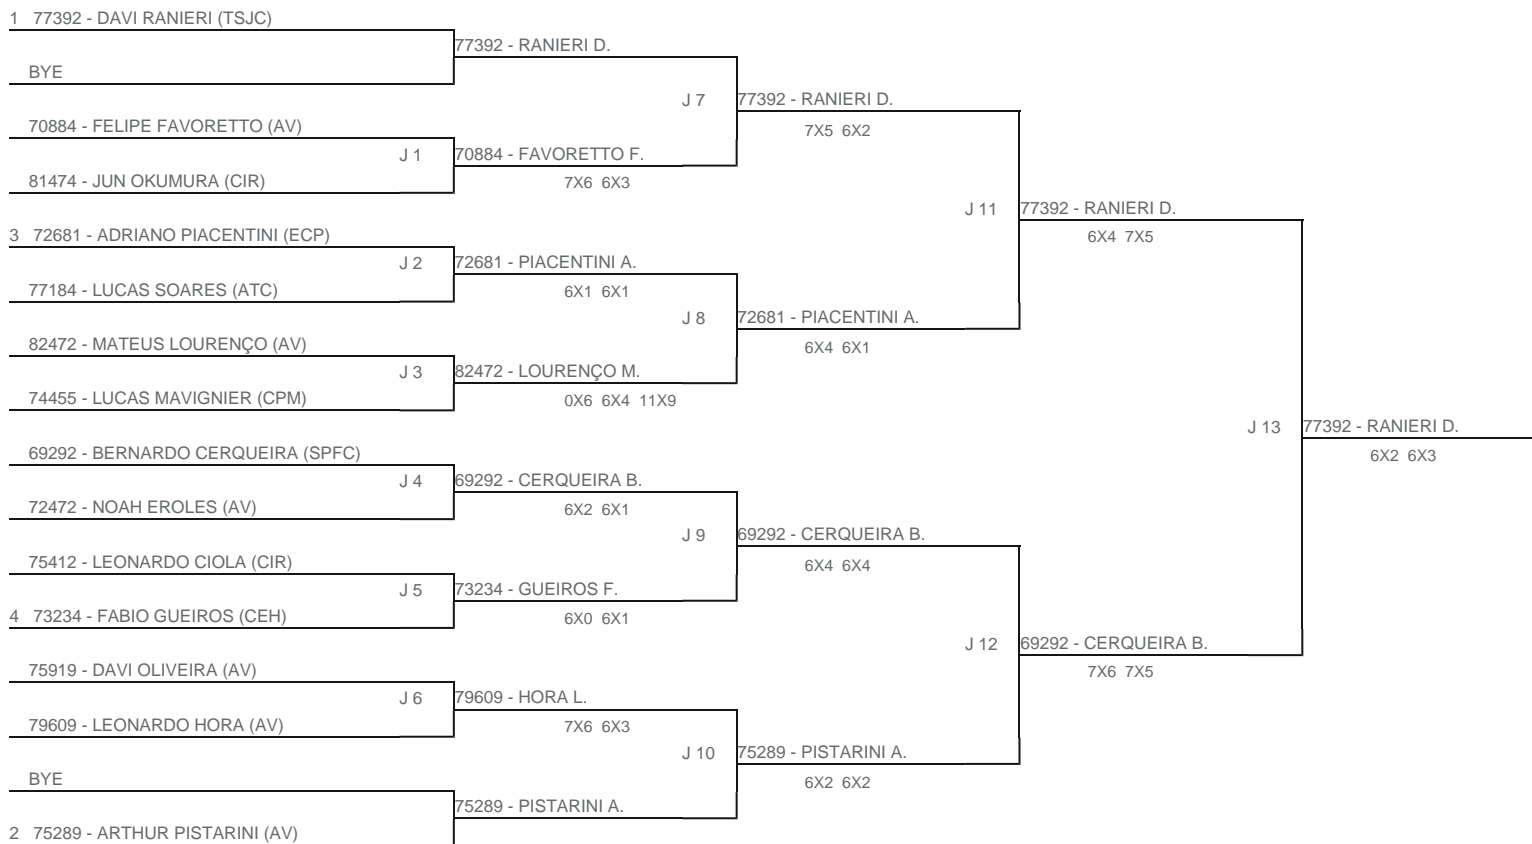 1 77392 - DAVI RANIERI (TSJC)
77392 - RANIERI D.
BYE
J 7 77392 - RANIERI D.
70884 - FELIPE FAVORETTO (AV)
7X5 6X2
J 1 70884 - FAVORETTO F.
81474 - JUN OKUMURA (CIR)
7X6 6X3
J 11 77392 - RANIERI D.
3 72681 - ADRIANO PIACENTINI (ECP)
6X4 7X5
J 2 72681 - PIACENTINI A.
77184 - LUCAS SOARES (ATC)
6X1 6X1
J 8 72681 - PIACENTINI A.
82472 - MATEUS LOURENÇO (AV)
6X4 6X1
J 3 82472 - LOURENÇO M.
74455 - LUCAS MAVIGNIER (CPM)
0X6 6X4 11X9
J 13 77392 - RANIERI D.
69292 - BERNARDO CERQUEIRA (SPFC)
6X2 6X3
J 4 69292 - CERQUEIRA B.
72472 - NOAH EROLES (AV)
6X2 6X1
J 9 69292 - CERQUEIRA B.
75412 - LEONARDO CIOLA (CIR)
6X4 6X4
J 5 73234 - GUEIROS F.
4 73234 - FABIO GUEIROS (CEH)
6X0 6X1
J 12 69292 - CERQUEIRA B.
75919 - DAVI OLIVEIRA (AV)
7X6 7X5
J 6 79609 - HORA L.
79609 - LEONARDO HORA (AV)
7X6 6X3
J 10 75289 - PISTARINI A.
BYE
6X2 6X2
75289 - PISTARINI A.
2 75289 - ARTHUR PISTARINI (AV)